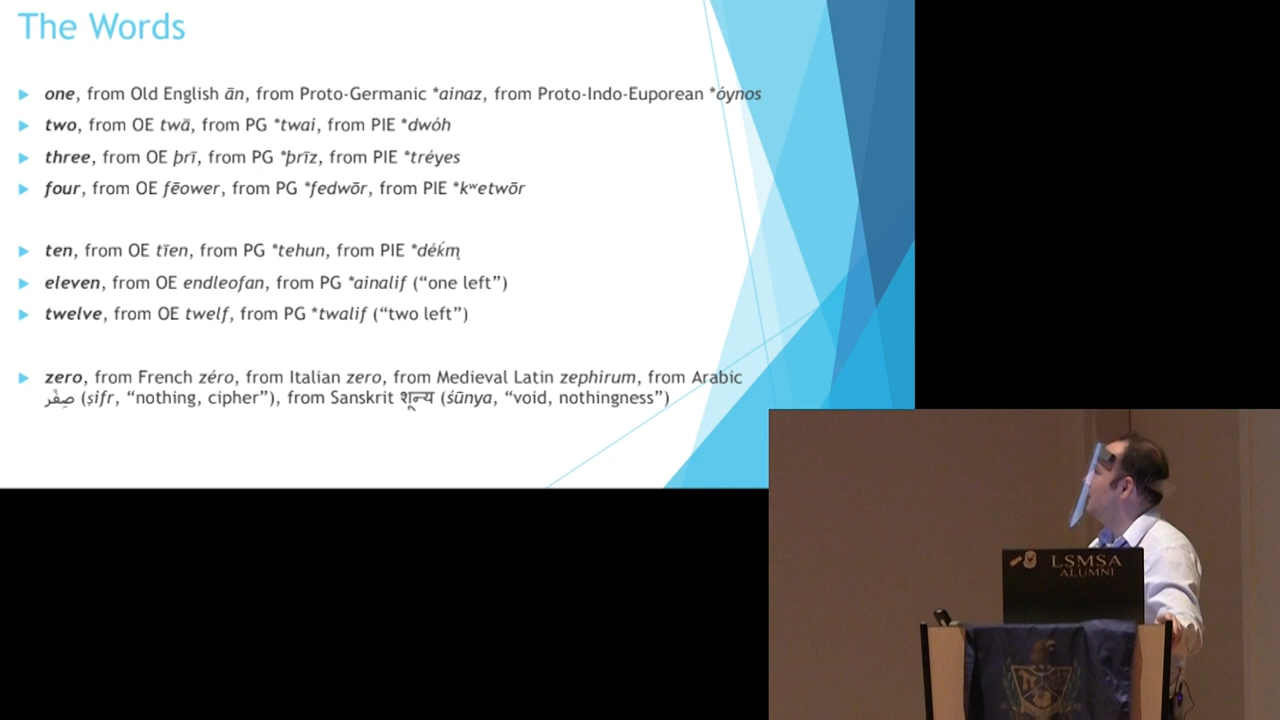 The Words
one, from Old English ān, from Proto-Germanic *ainaz, from Proto-Indo-Euporean *óynos
two, from OE twā, from PG *twai, from PIE *dwóh
three, from OE þrī, from PG *þrīz, from PIE *tréyes
four, from OE fēower, from PG *fedwōr, from PIE *kʷetwōr
ten, from OE tīen, from PG *tehun, from PIE *déḱm̥
eleven, from OE endleofan, from PG *ainalif (“one left”)
twelve, from OE twelf, from PG *twalif (“two left”)
zero, from French zéro, from Italian zero, from Medieval Latin zephirum, from Arabic
صِفْر (ṣifr, “nothing, cipher”), from Sanskrit शून्य (śūnya, “void, nothingness”)
LSMSA
ALUMNI